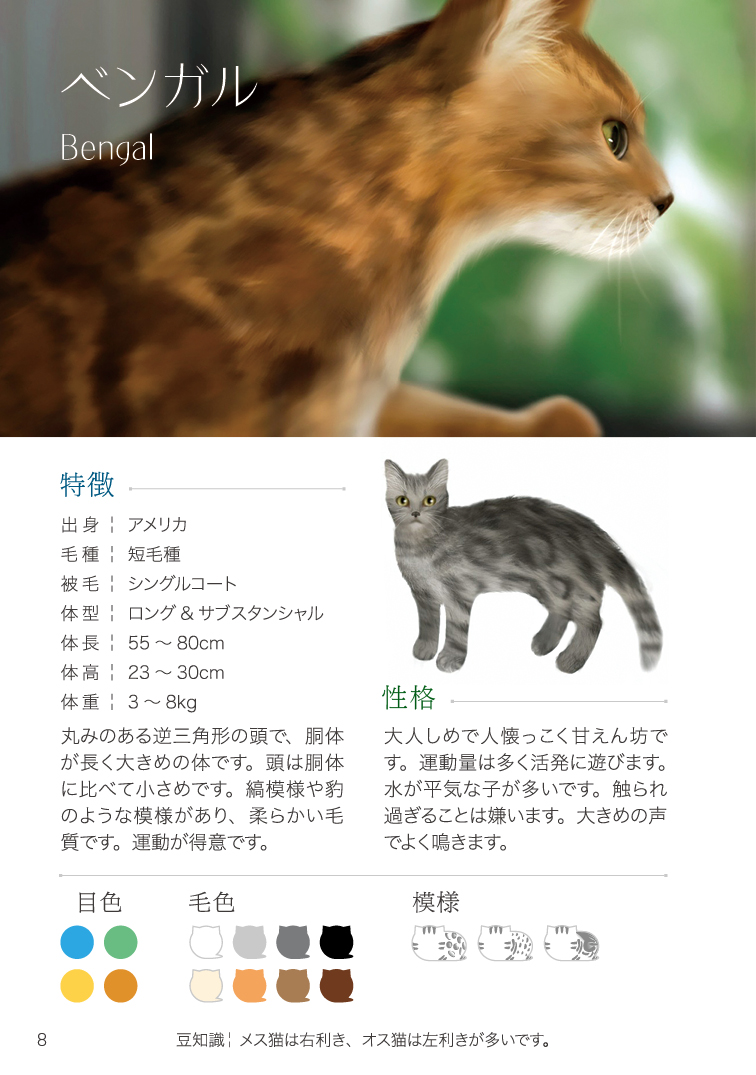 ベンガル
Bengal
特徴
出身¦ アメリカ
毛種¦ 短毛種
被毛¦ シングルコート
体型¦ ロング&サブスタンシャル
体長¦ 55 〜 80cm
体高¦ 23 〜 30cm
体重¦ 3 〜 8kg
丸みのある逆三角形の頭で、胴体
が長く大きめの体です。頭は胴体
に比べて小さめです。縞模様や豹
のような模様があり、柔らかい毛
質です。運動が得意です。
性格
大人しめで人懐っこく甘えん坊で
す。運動量は多く活発に遊びます。
水が平気な子が多いです。触られ
過ぎることは嫌います。大きめの声
でよく鳴きます。
目色
毛色
模様
8
豆知識¦ メス猫は右利き、オス猫は左利きが多いです。